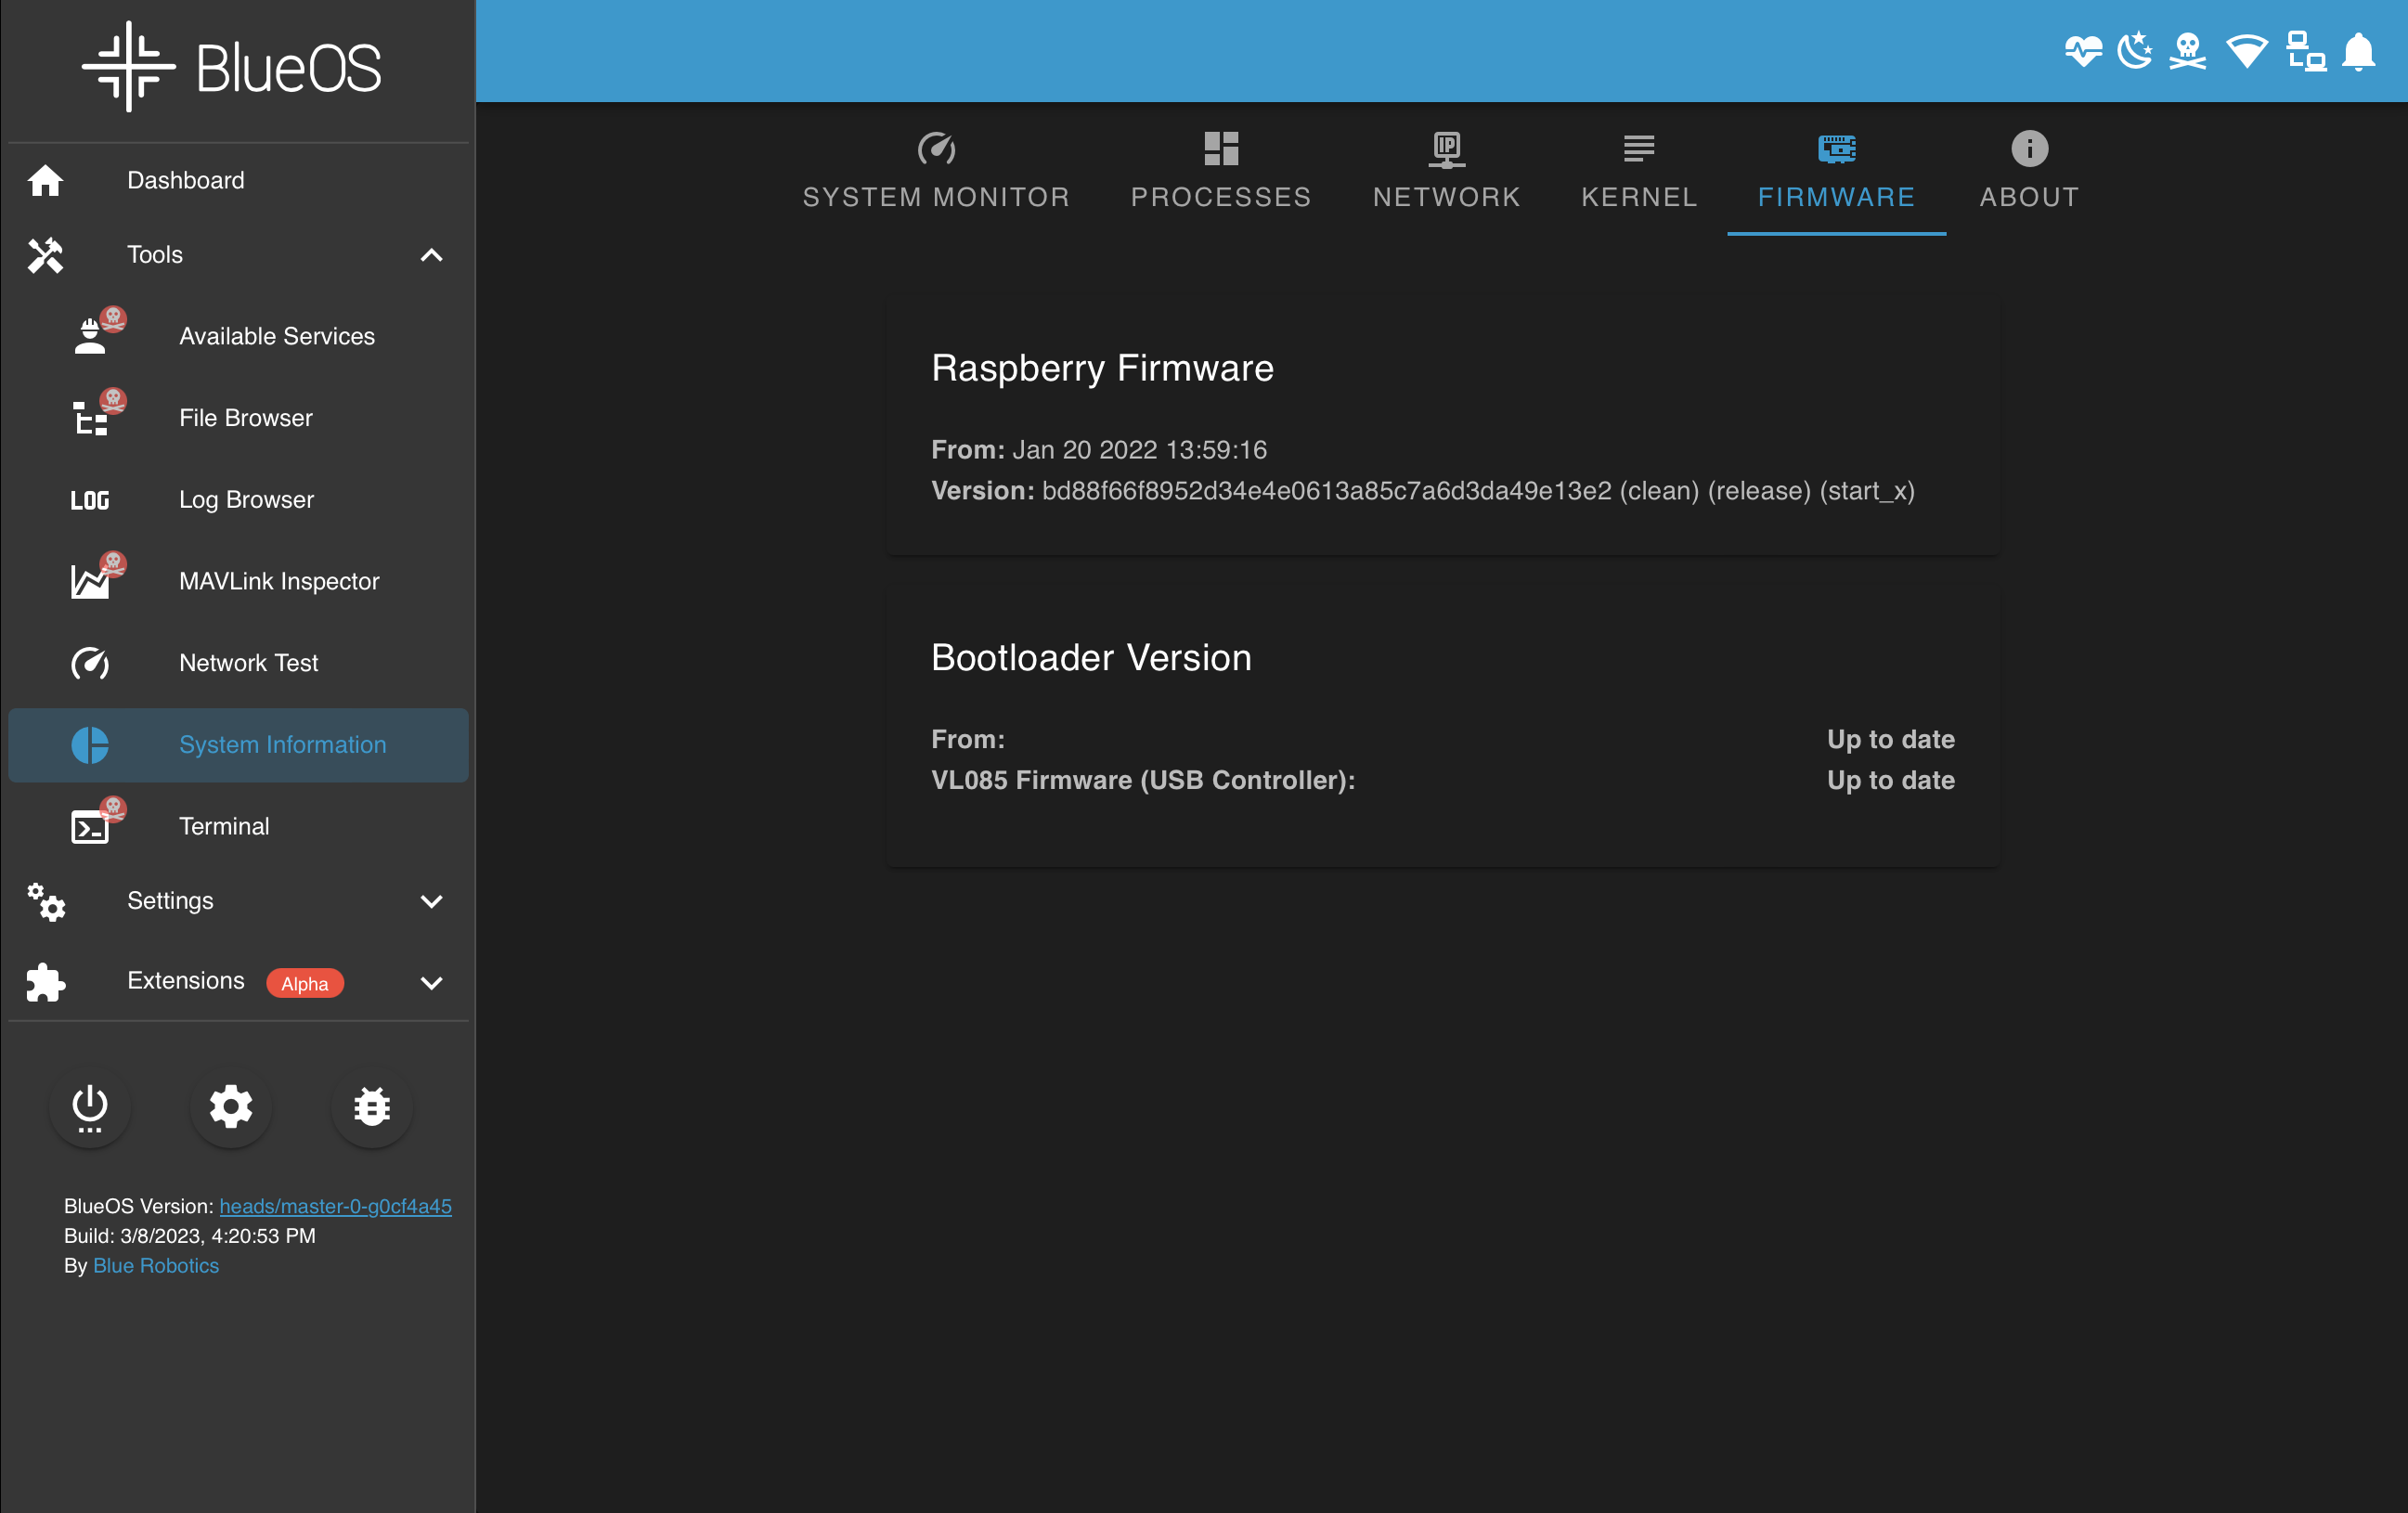 BlueOS
Dashboard
Tools
Available Services
File Browser
LOG Log Browser
MAVLink Inspector
Network Test
System Information
Terminal
Settings
Extensions Alpha
BlueOS Version: heads/master-0-g0cf4a45
Build: 3/8/2023, 4:20:53 PM
By Blue Robotics
IP
SYSTEM MONITOR PROCESSES NETWORK KERNEL FIRMWARE ABOUT
Raspberry Firmware
From: Jan 20 2022 13:59:16
Version: bd88f66f8952d34e4e0613a85c7a6d3da49e13e2 (clean) (release) (start_x)
Bootloader Version
From: Up to date
VL085 Firmware (USB Controller): Up to date